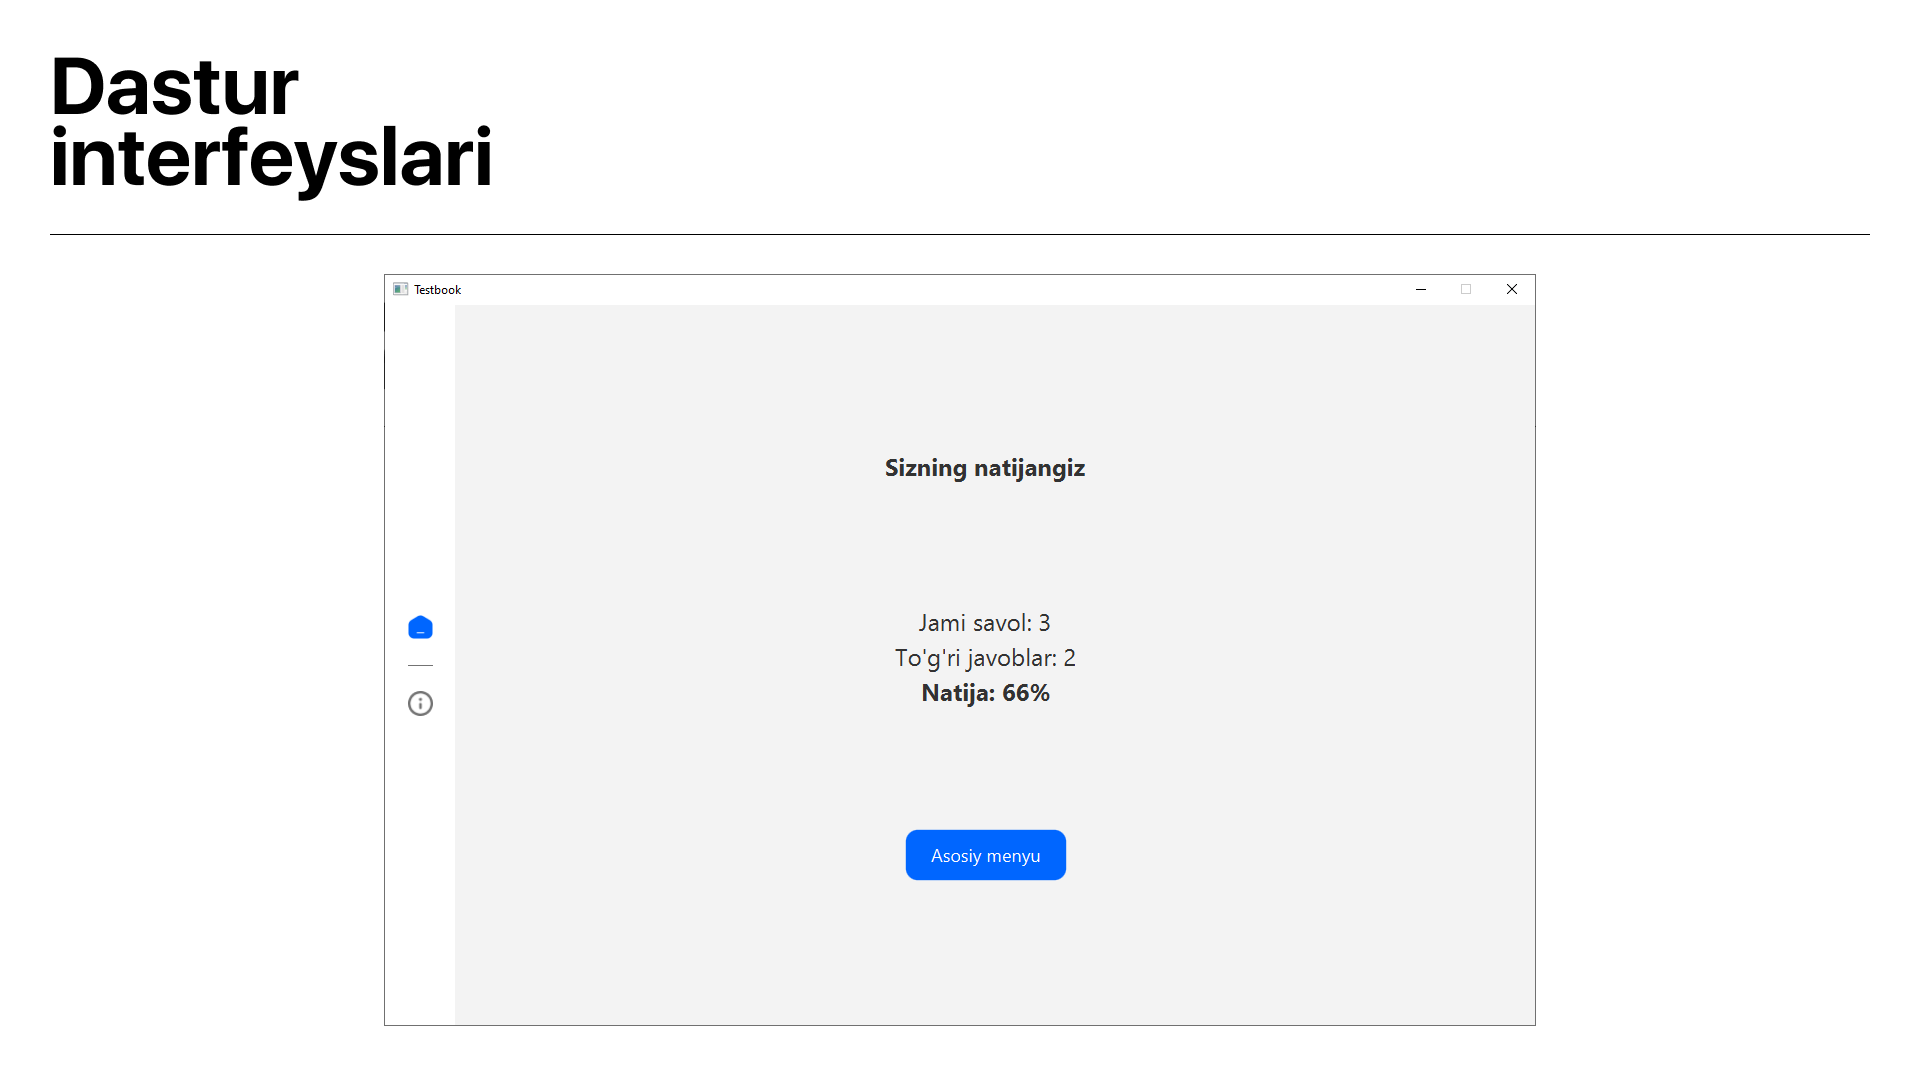 Dastur
interfeyslari
Testbook
Sizning natijangiz
Jami savol: 3
To'g'ri javoblar: 2
Natija: 66%
Asosiy menyu